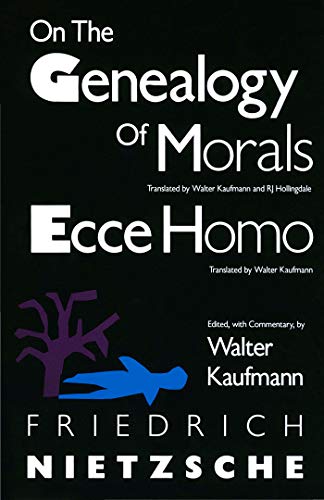 On The
Genealogy
Of Morals
Translated by Walter Kaufmann and RJ Hollingdale
Ecce Homo
Translated by Walter Kaufmann
Edited, with Commentary, by
Walter
Kaufmann
FRIEDRICH
NIETZSCHE